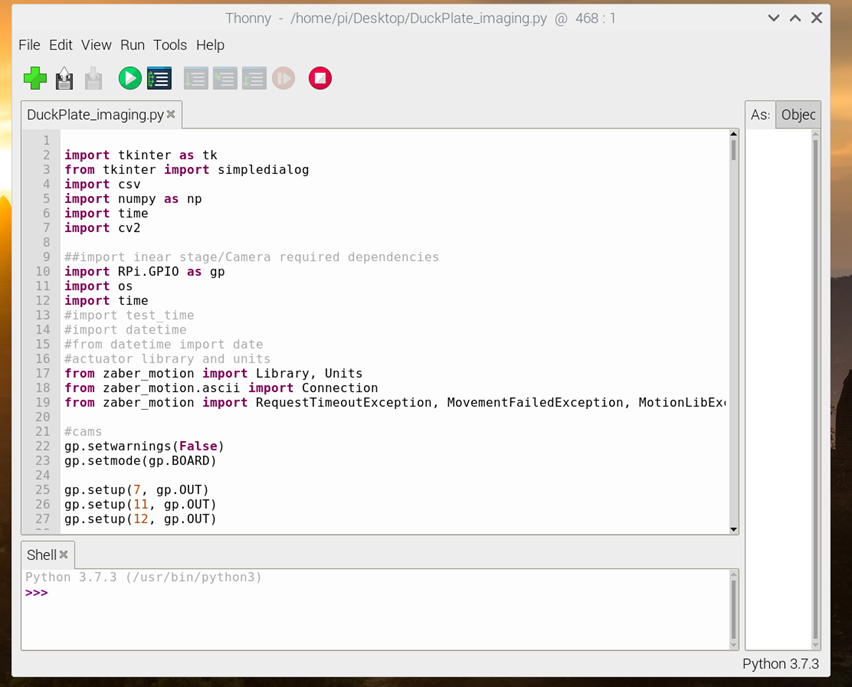 Thonny - /home/pi/Desktop/DuckPlate_imaging.py @ 468 : 1
File Edit View Run Tools Help
DuckPlate_imaging.py
As: Objec
1
2 import tkinter as tk
3 from tkinter import simpledialog
4 import csv
5 import numpy as np
6 import time
7 import cv2
8
9 ##import inear stage/Camera required dependencies
10 import RPi.GPIO as gp
11 import os
12 import time
13 #import test_time
14 #import datetime
15 #from datetime import date
16 #actuator library and units
17 from zaber_motion import Library, Units
18 from zaber_motion.ascii import Connection
19 from zaber_motion import RequestTimeoutException, MovementFailedException, MotionLibExc
20
21 #cams
22 gp.setwarnings(False)
23 gp.setmode(gp.BOARD)
24
25 gp.setup(7, gp.OUT)
26 gp.setup(11, gp.OUT)
27 gp.setup(12, gp.OUT)
Shell
Python 3.7.3 (/usr/bin/python3)
>>>
Python 3.7.3